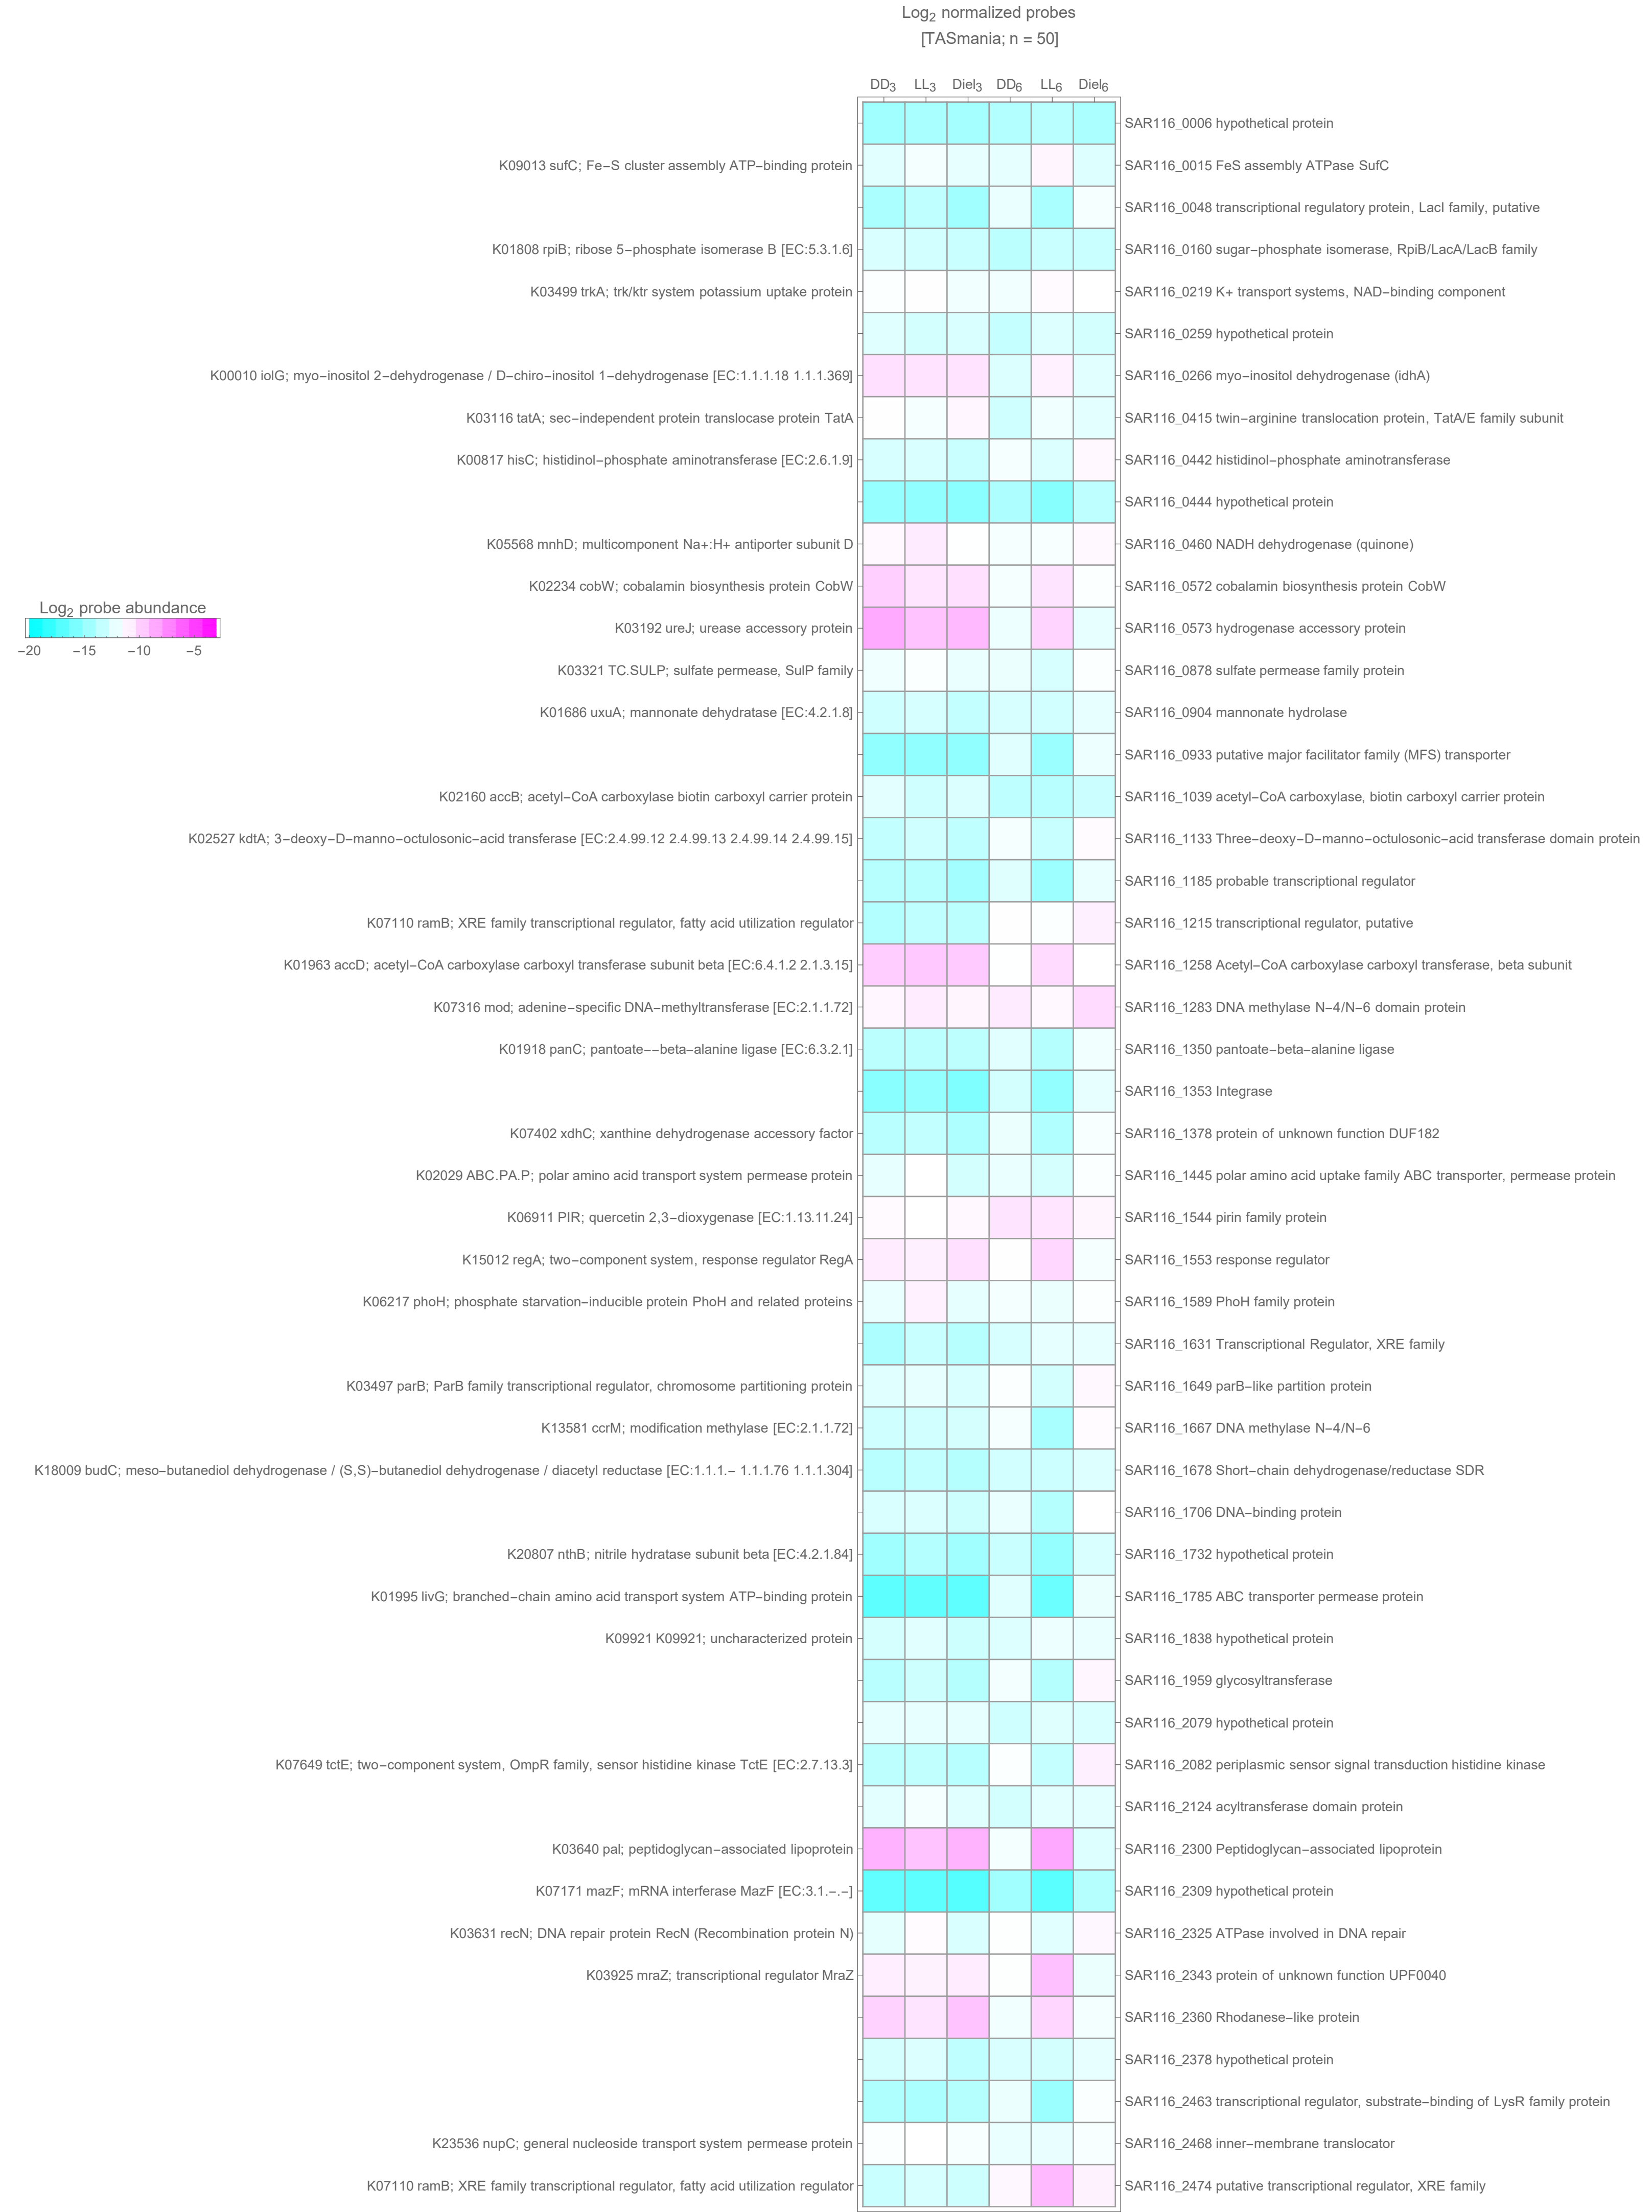 Log2 normalized probes
[TASmania; n = 50]
DD3 LL3 Diel3 DD6 LL6 Diel6
SAR116_0006 hypothetical protein
K09013 sufC; Fe−S cluster assembly ATP−binding protein SAR116_0015 FeS assembly ATPase SufC
SAR116_0048 transcriptional regulatory protein, LacI family, putative
K01808 rpiB; ribose 5−phosphate isomerase B [EC:5.3.1.6] SAR116_0160 sugar−phosphate isomerase, RpiB/LacA/LacB family
K03499 trkA; trk/ktr system potassium uptake protein SAR116_0219 K+ transport systems, NAD−binding component
SAR116_0259 hypothetical protein
K00010 iolG; myo−inositol 2−dehydrogenase / D−chiro−inositol 1−dehydrogenase [EC:1.1.1.18 1.1.1.369] SAR116_0266 myo−inositol dehydrogenase (idhA)
K03116 tatA; sec−independent protein translocase protein TatA SAR116_0415 twin−arginine translocation protein, TatA/E family subunit
K00817 hisC; histidinol−phosphate aminotransferase [EC:2.6.1.9] SAR116_0442 histidinol−phosphate aminotransferase
SAR116_0444 hypothetical protein
K05568 mnhD; multicomponent Na+:H+ antiporter subunit D SAR116_0460 NADH dehydrogenase (quinone)
K02234 cobW; cobalamin biosynthesis protein CobW SAR116_0572 cobalamin biosynthesis protein CobW
Log2 probe abundance
−20 −15 −10 −5
K03192 ureJ; urease accessory protein SAR116_0573 hydrogenase accessory protein
K03321 TC.SULP; sulfate permease, SulP family SAR116_0878 sulfate permease family protein
K01686 uxuA; mannonate dehydratase [EC:4.2.1.8] SAR116_0904 mannonate hydrolase
SAR116_0933 putative major facilitator family (MFS) transporter
K02160 accB; acetyl−CoA carboxylase biotin carboxyl carrier protein SAR116_1039 acetyl−CoA carboxylase, biotin carboxyl carrier protein
K02527 kdtA; 3−deoxy−D−manno−octulosonic−acid transferase [EC:2.4.99.12 2.4.99.13 2.4.99.14 2.4.99.15] SAR116_1133 Three−deoxy−D−manno−octulosonic−acid transferase domain protein
SAR116_1185 probable transcriptional regulator
K07110 ramB; XRE family transcriptional regulator, fatty acid utilization regulator SAR116_1215 transcriptional regulator, putative
K01963 accD; acetyl−CoA carboxylase carboxyl transferase subunit beta [EC:6.4.1.2 2.1.3.15] SAR116_1258 Acetyl−CoA carboxylase carboxyl transferase, beta subunit
K07316 mod; adenine−specific DNA−methyltransferase [EC:2.1.1.72] SAR116_1283 DNA methylase N−4/N−6 domain protein
K01918 panC; pantoate−−beta−alanine ligase [EC:6.3.2.1] SAR116_1350 pantoate−beta−alanine ligase
SAR116_1353 Integrase
K07402 xdhC; xanthine dehydrogenase accessory factor SAR116_1378 protein of unknown function DUF182
K02029 ABC.PA.P; polar amino acid transport system permease protein SAR116_1445 polar amino acid uptake family ABC transporter, permease protein
K06911 PIR; quercetin 2,3−dioxygenase [EC:1.13.11.24] SAR116_1544 pirin family protein
K15012 regA; two−component system, response regulator RegA SAR116_1553 response regulator
K06217 phoH; phosphate starvation−inducible protein PhoH and related proteins SAR116_1589 PhoH family protein
SAR116_1631 Transcriptional Regulator, XRE family
K03497 parB; ParB family transcriptional regulator, chromosome partitioning protein SAR116_1649 parB−like partition protein
K13581 ccrM; modification methylase [EC:2.1.1.72] SAR116_1667 DNA methylase N−4/N−6
K18009 budC; meso−butanediol dehydrogenase / (S,S)−butanediol dehydrogenase / diacetyl reductase [EC:1.1.1.− 1.1.1.76 1.1.1.304] SAR116_1678 Short−chain dehydrogenase/reductase SDR
SAR116_1706 DNA−binding protein
K20807 nthB; nitrile hydratase subunit beta [EC:4.2.1.84] SAR116_1732 hypothetical protein
K01995 livG; branched−chain amino acid transport system ATP−binding protein SAR116_1785 ABC transporter permease protein
K09921 K09921; uncharacterized protein SAR116_1838 hypothetical protein
SAR116_1959 glycosyltransferase
SAR116_2079 hypothetical protein
K07649 tctE; two−component system, OmpR family, sensor histidine kinase TctE [EC:2.7.13.3] SAR116_2082 periplasmic sensor signal transduction histidine kinase
SAR116_2124 acyltransferase domain protein
K03640 pal; peptidoglycan−associated lipoprotein SAR116_2300 Peptidoglycan−associated lipoprotein
K07171 mazF; mRNA interferase MazF [EC:3.1.−.−] SAR116_2309 hypothetical protein
K03631 recN; DNA repair protein RecN (Recombination protein N) SAR116_2325 ATPase involved in DNA repair
K03925 mraZ; transcriptional regulator MraZ SAR116_2343 protein of unknown function UPF0040
SAR116_2360 Rhodanese−like protein
SAR116_2378 hypothetical protein
SAR116_2463 transcriptional regulator, substrate−binding of LysR family protein
K23536 nupC; general nucleoside transport system permease protein SAR116_2468 inner−membrane translocator
K07110 ramB; XRE family transcriptional regulator, fatty acid utilization regulator SAR116_2474 putative transcriptional regulator, XRE family